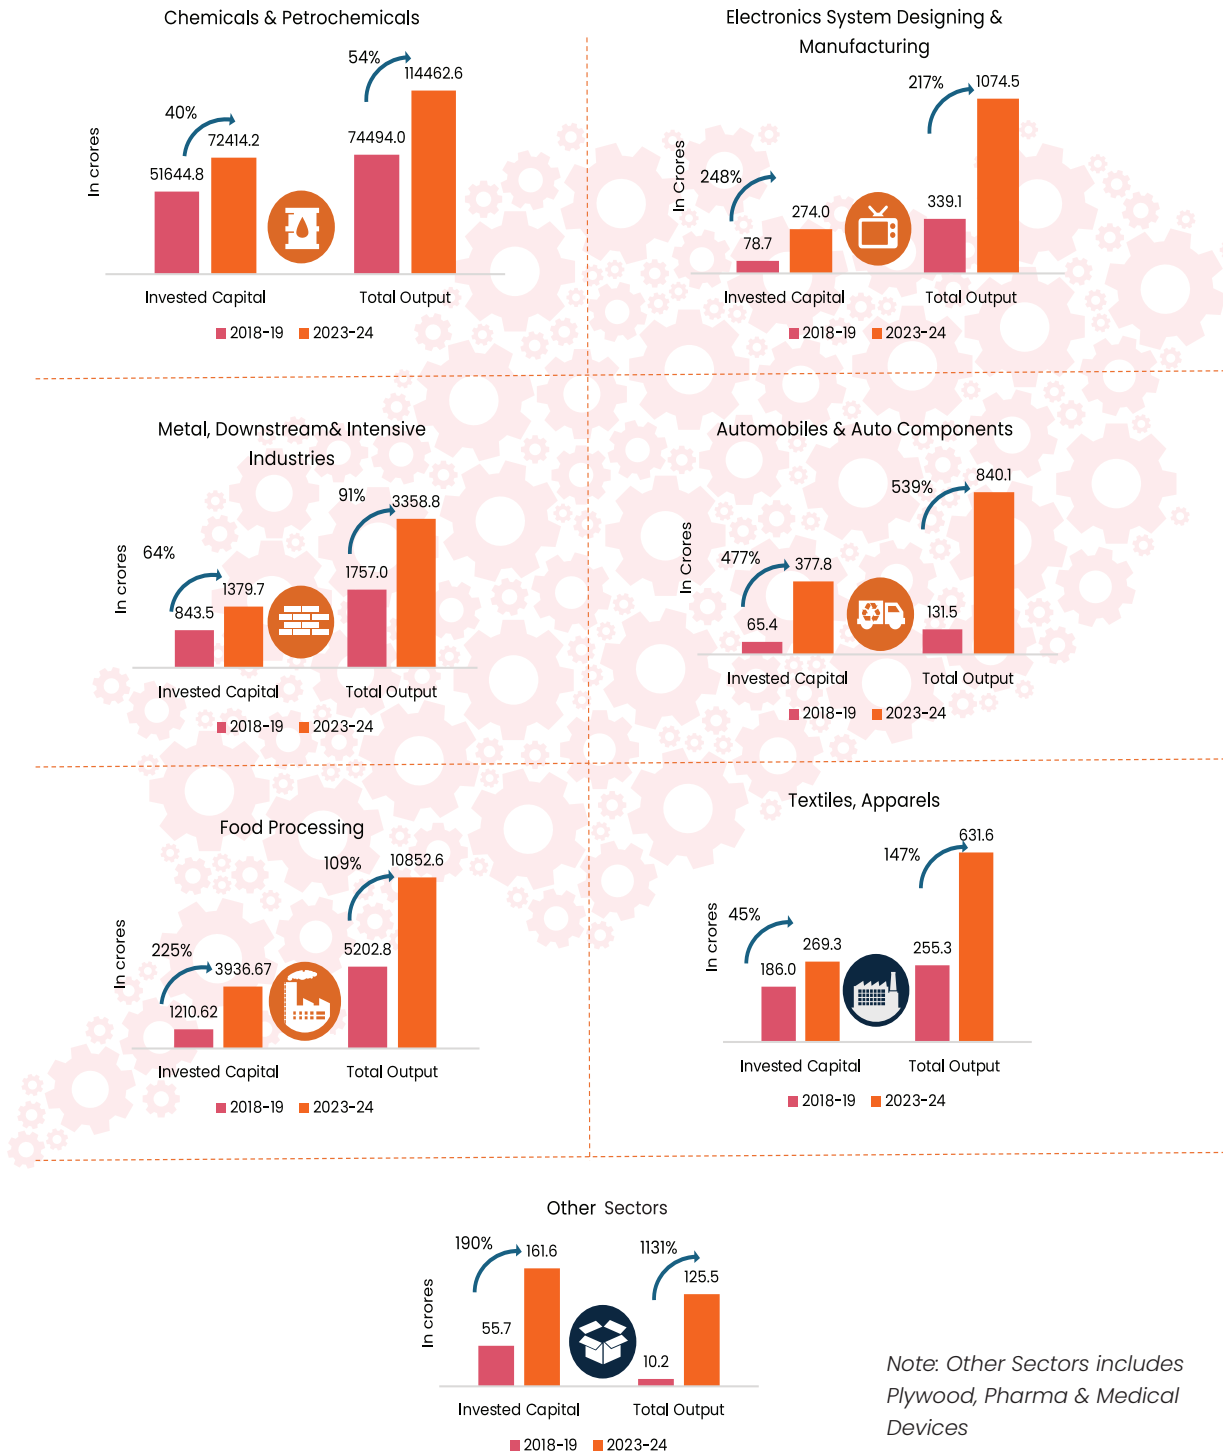 Chemicals & Petrochemicals
54%
114462.6
40%
74494.0
72414.2
51644.8
In crores
Invested Capital
Total Output
2018-19
2023-24
Electronics System Designing &
Manufacturing
217%
1074.5
248%
274.0
339.1
78.7
In Crores
Invested Capital
Total Output
2018-19
2023-24
Metal, Downstream& Intensive
Industries
91%
3358.8
64%
1757.0
1379.7
843.5
In crores
Invested Capital
Total Output
2018-19
2023-24
Automobiles & Auto Components
840.1
539%
477%
377.8
65.4
131.5
In Crores
Invested Capital
Total Output
2018-19
2023-24
Food Processing
109%
10852.6
225%
5202.8
3936.67
1210.62
In crores
Invested Capital
Total Output
2018-19
2023-24
Textiles, Apparels
631.6
147%
45%
269.3
255.3
186.0
In crores
Invested Capital
Total Output
2018-19
2023-24
Other Sectors
190%
161.6
1131%
125.5
55.7
10.2
In crores
Invested Capital
Total Output
2018-19
2023-24
Note: Other Sectors includes
Plywood, Pharma & Medical
Devices